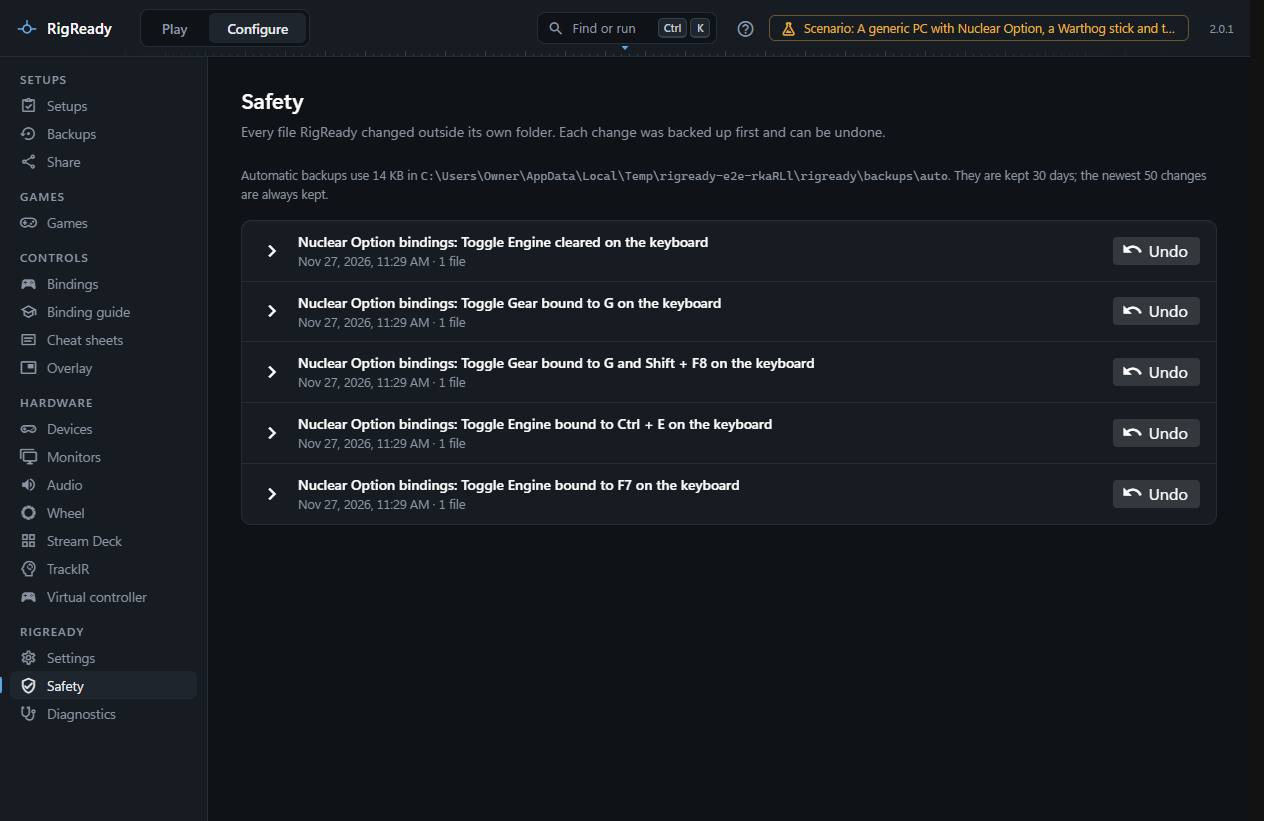 RigReady
Play
Configure
Find or run
Ctrl
K
Scenario: A generic PC with Nuclear Option, a Warthog stick and t...
2.0.1
SETUPS
Setups
Backups
Share
GAMES
Games
CONTROLS
Bindings
Binding guide
Cheat sheets
Overlay
HARDWARE
Devices
Monitors
Audio
Wheel
Stream Deck
TrackIR
Virtual controller
RIGREADY
Settings
Safety
Diagnostics
Safety
Every file RigReady changed outside its own folder. Each change was backed up first and can be undone.
Automatic backups use 14 KB in C:\Users\Owner\AppData\Local\Temp\rigready-e2e-rkaRLl\rigready\backups\auto. They are kept 30 days; the newest 50 changes
are always kept.
Nuclear Option bindings: Toggle Engine cleared on the keyboard
Nov 27, 2026, 11:29 AM · 1 file
Undo
Nuclear Option bindings: Toggle Gear bound to G on the keyboard
Nov 27, 2026, 11:29 AM · 1 file
Undo
Nuclear Option bindings: Toggle Gear bound to G and Shift + F8 on the keyboard
Nov 27, 2026, 11:29 AM · 1 file
Undo
Nuclear Option bindings: Toggle Engine bound to Ctrl + E on the keyboard
Nov 27, 2026, 11:29 AM · 1 file
Undo
Nuclear Option bindings: Toggle Engine bound to F7 on the keyboard
Nov 27, 2026, 11:29 AM · 1 file
Undo